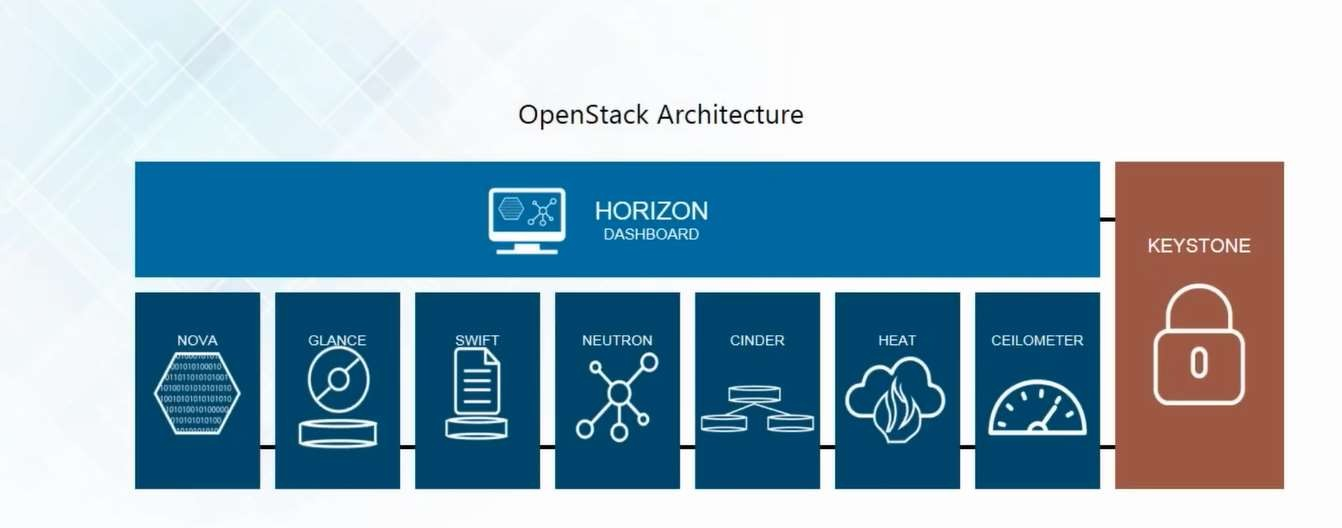 OpenStack Architecture
HORIZON
DASHBOARD
KEYSTONE
NOVA
GLANCE
SWIFT
NEUTRON
CINDER
HEAT
CEILOMETER